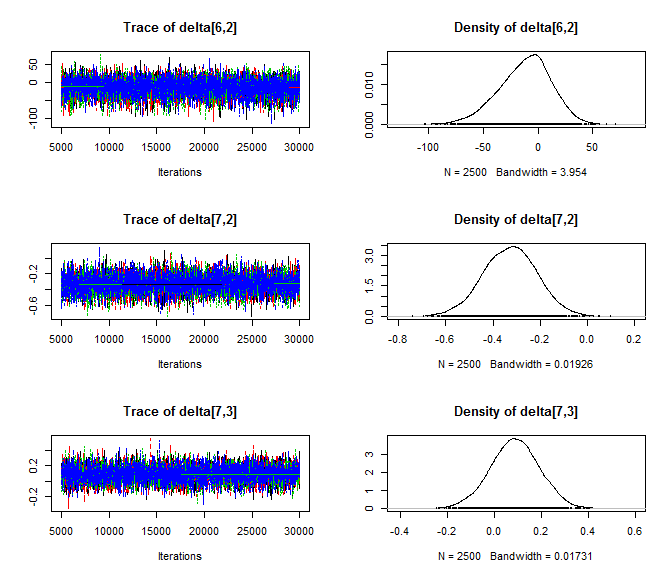 Trace of delta[6,2]
50
0
-100
5000 10000 15000 20000 25000 30000
Iterations
Density of delta[6,2]
0.010
0.000
-100 -50 0 50
N = 2500 Bandwidth = 3.954
Trace of delta[7,2]
-0.2
-0.6
5000 10000 15000 20000 25000 30000
Iterations
Density of delta[7,2]
3.0
1.5
0.0
-0.8 -0.6 -0.4 -0.2 0.0 0.2
N = 2500 Bandwidth = 0.01926
Trace of delta[7,3]
0.2
-0.2
5000 10000 15000 20000 25000 30000
Iterations
Density of delta[7,3]
3
2
1
0
-0.4 -0.2 0.0 0.2 0.4 0.6
N = 2500 Bandwidth = 0.01731